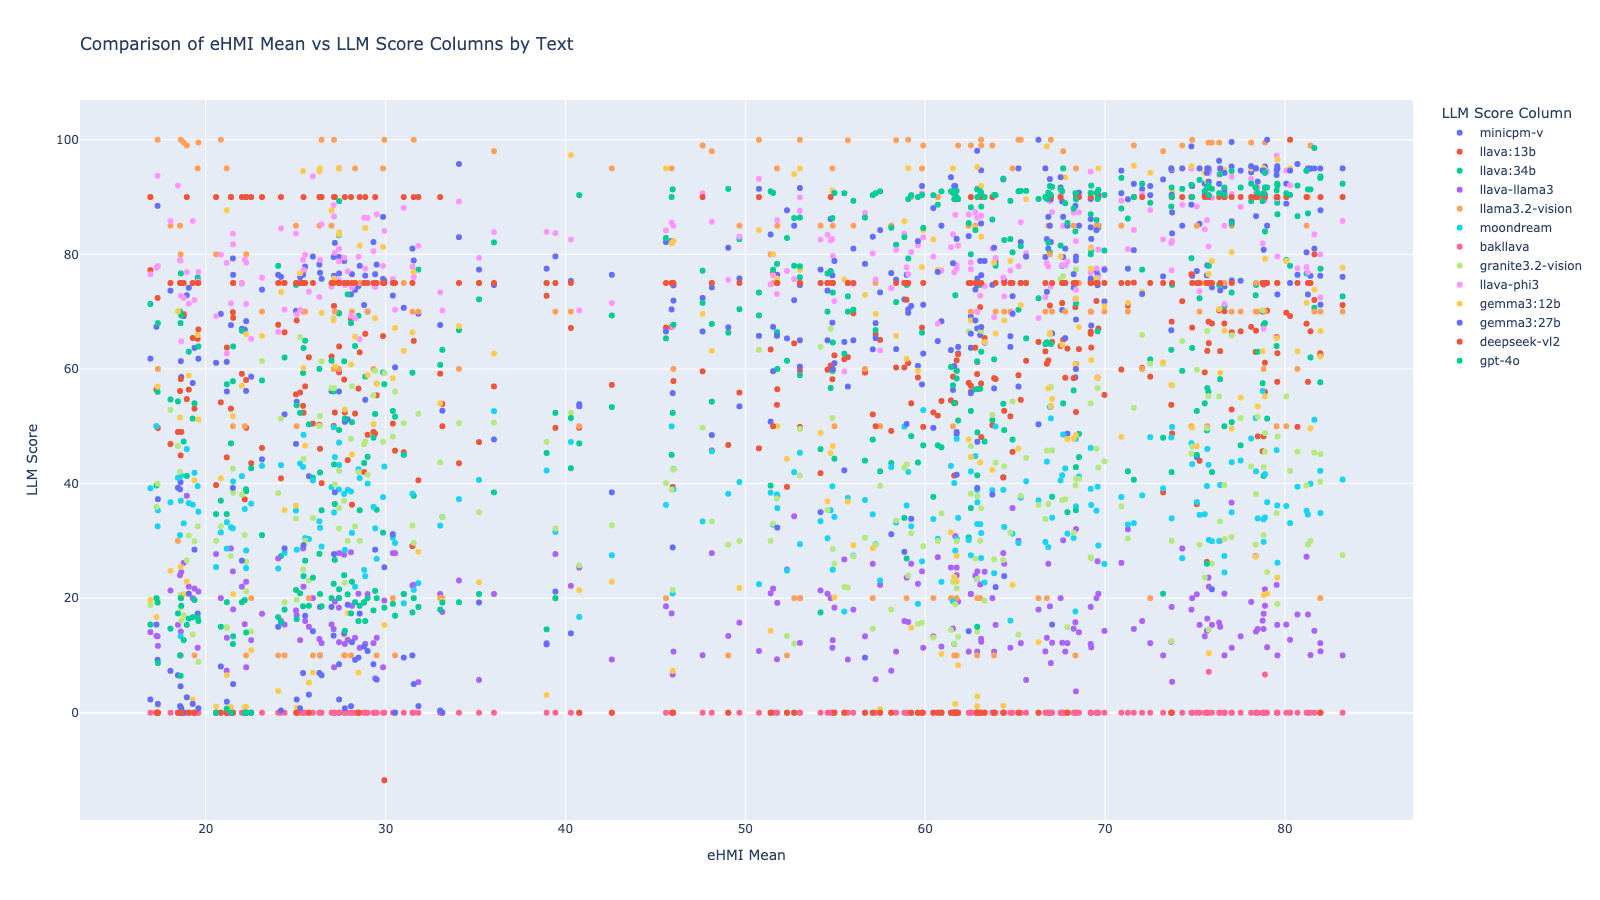 Comparison of eHMI Mean vs LLM Score Columns by Text
LLM Score Column
minicpm-v
llava:13b
llava:34b
llava-llama3
llama3.2-vision
moondream
bakllava
granite3.2-vision
llava-phi3
gemma3:12b
gemma3:27b
deepseek-vl2
gpt-4o
LLM Score
100
80
60
40
20
0
20 30 40 50 60 70 80
eHMI Mean